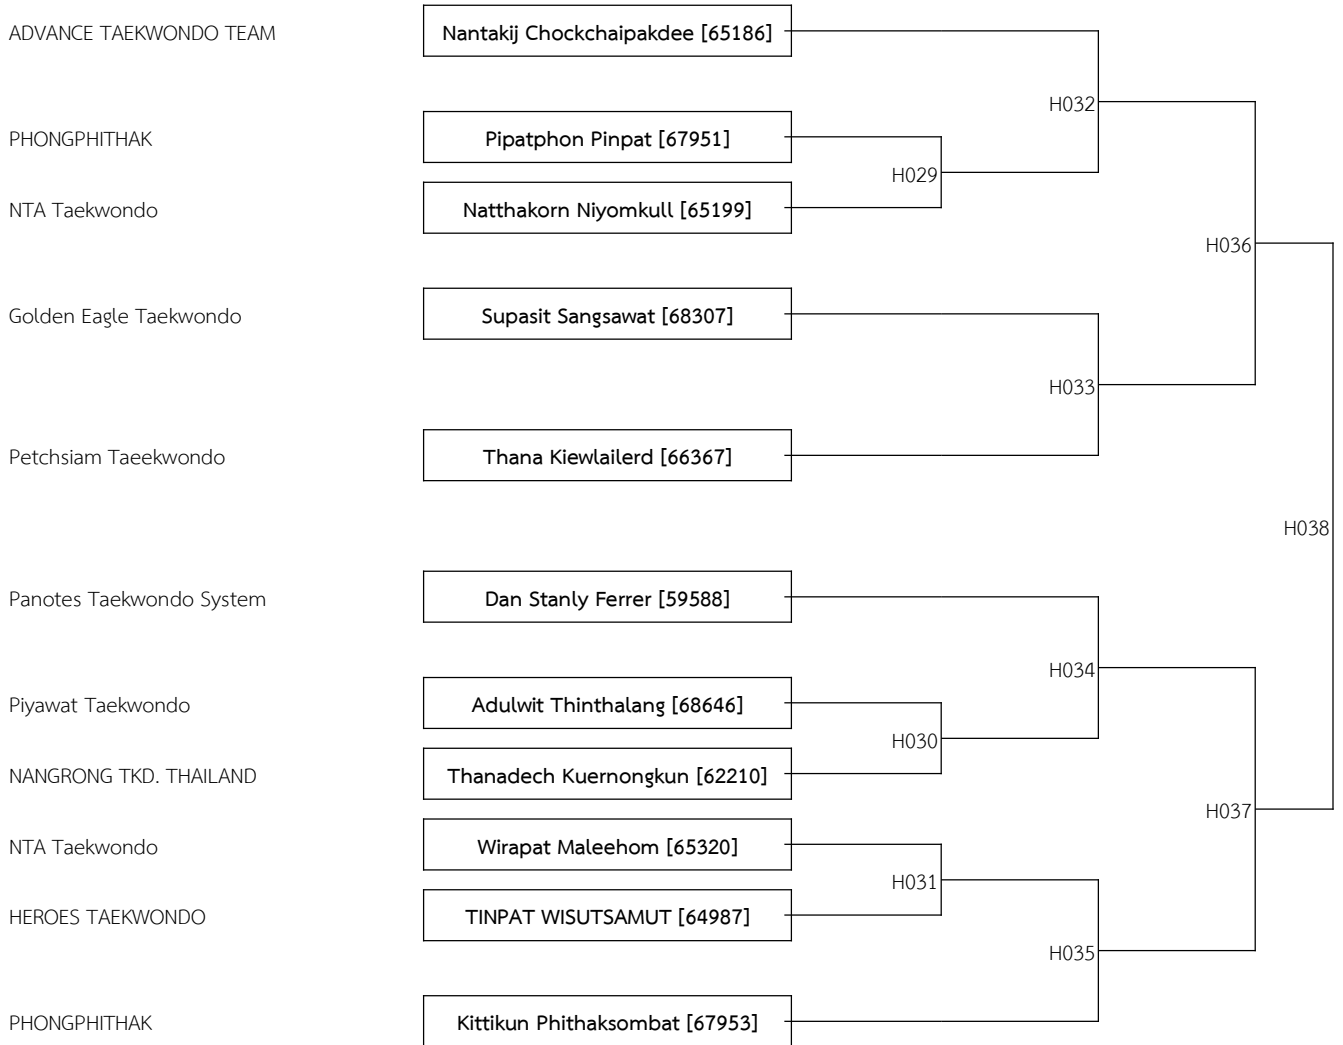 ADVANCE TAEKWONDO TEAM Nantakij Chockchaipakdee [65186]
H032
PHONGPHITHAK Pipatphon Pinpat [67951]
H029
NTA Taekwondo Natthakorn Niyomkull [65199]
H036
Golden Eagle Taekwondo Supasit Sangsawat [68307]
H033
Petchsiam Taeekwondo Thana Kiewlailerd [66367]
H038
Panotes Taekwondo System Dan Stanly Ferrer [59588]
H034
Piyawat Taekwondo Adulwit Thinthalang [68646]
H030
NANGRONG TKD. THAILAND Thanadech Kuernongkun [62210]
H037
NTA Taekwondo Wirapat Maleehom [65320]
H031
HEROES TAEKWONDO TINPAT WISUTSAMUT [64987]
H035
PHONGPHITHAK Kittikun Phithaksombat [67953]